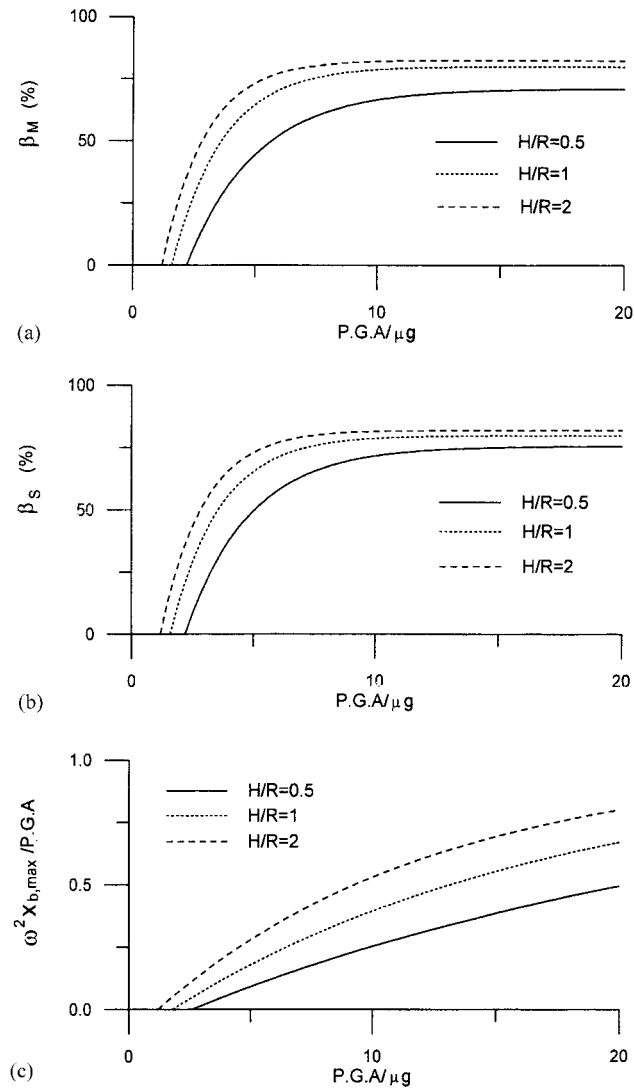 100
50
0
β_M (%)
H/R=0.5
H/R=1
H/R=2
0
10
20
P.G.A/μg
(a)
100
50
0
β_S (%)
H/R=0.5
H/R=1
H/R=2
0
10
20
P.G.A/μg
(b)
1.0
0.5
0.0
ω² x_b,max /P.G.A
H/R=0.5
H/R=1
H/R=2
0
10
20
P.G.A/μg
(c)